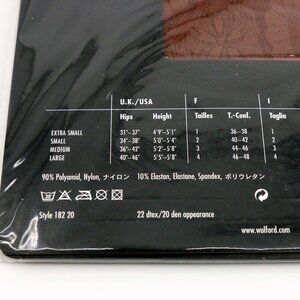 U.K./USA F I
Hips Height Tailles T.-Conf. Taglia
EXTRA SMALL 31"–37" 4'9–5'1" 1 36–38 1
SMALL 34"–38" 5'0"–5'4" 2 40–42 2
MEDIUM 36"–42" 5'2"–5'8" 3 44–46 3
LARGE 40"–46" 5'5"–5'8" 4 46–48 4
90% Polyamid, Nylon, ナイロン 10% Elastan, Elastane, Spandex, ポリウレタン
Style 182 20 22 dtex/20 den appearance www.wolford.com